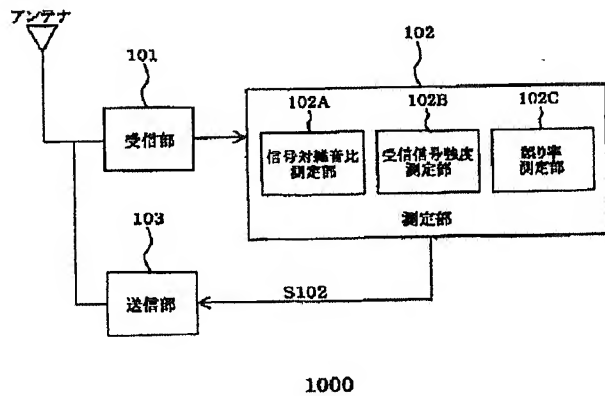 アンテナ
101
受信部
102
102A
信号対雑音比
測定部
102B
受信信号強度
測定部
102C
誤り率
測定部
測定部
103
送信部
S102
1000